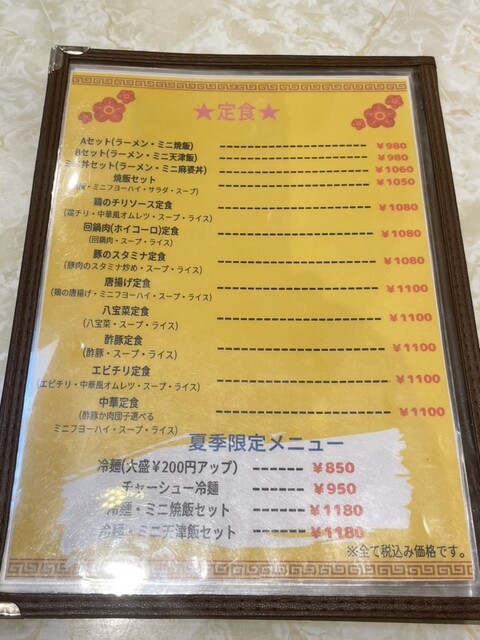 ★定食★
Aセット(ラーメン・ミニ焼飯) ¥980
Bセット(ラーメン・ミニ天津飯) ¥980
丼セット(ラーメン・ミニ麻婆丼) ¥1060
焼飯セット ¥1050
・ミニフヨーハイ・サラダ・スープ)
鶏のチリソース定食 ¥1080
(鶏チリ・中華風オムレツ・スープ・ライス)
回鍋肉(ホイコーロ)定食 ¥1080
(回鍋肉・スープ・ライス)
豚のスタミナ定食 ¥1080
(豚肉のスタミナ炒め・スープ・ライス)
唐揚げ定食 ¥1100
(鶏の唐揚げ・ミニフヨーハイ・スープ・ライス)
八宝菜定食 ¥1100
(八宝菜・スープ・ライス)
酢豚定食 ¥1100
(酢豚・スープ・ライス)
エビチリ定食 ¥1100
(エビチリ・中華風オムレツ・スープ・ライス)
中華定食 ¥1100
(酢豚か肉団子選べる
ミニフヨーハイ・スープ・ライス)
夏季限定メニュー
冷麺(大盛¥200円アップ) ------ ¥850
チャーシュー冷麺 ------ ¥950
冷麺・ミニ焼飯セット ------ ¥1180
冷麺・ミニ天津飯セット ------ ¥1180
※全て税込み価格です。